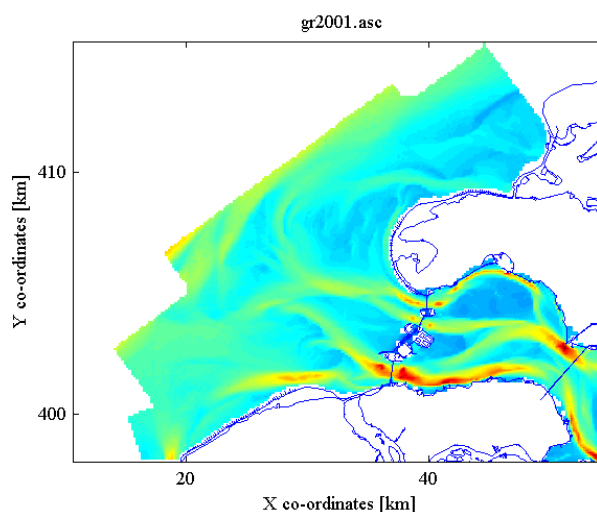 gr2001.asc
Y co-ordinates [km]
410
400
20
40
X co-ordinates [km]